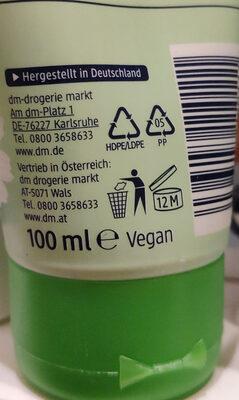 Hergestellt in Deutschland
dm-drogerie markt
Am dm-Platz 1
DE-76227 Karlsruhe
Tel. 0800 3658633
www.dm.de
HDPE/LDPE
05
PP
Vertrieb in Österreich:
dm drogerie markt
AT-5071 Wals
Tel. 0800 3658633
www.dm.at
12 M
100 ml ℮ Vegan